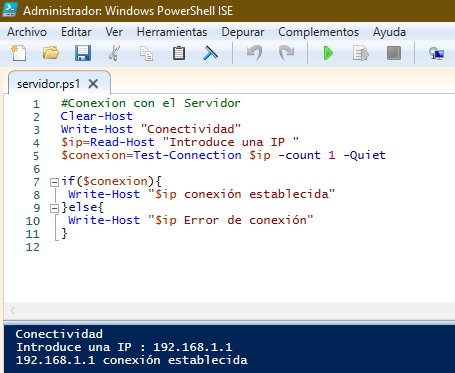 Administrador: Windows PowerShell ISE
Archivo Editar Ver Herramientas Depurar Complementos Ayuda
servidor.ps1
1 #Conexion con el Servidor
2 Clear-Host
3 Write-Host "Conectividad"
4 $ip=Read-Host "Introduce una IP "
5 $conexion=Test-Connection $ip -count 1 -Quiet
6
7 if($conexion){
8 Write-Host "$ip conexión establecida"
9 }else{
10 Write-Host "$ip Error de conexión"
11 }
12
Conectividad
Introduce una IP : 192.168.1.1
192.168.1.1 conexión establecida